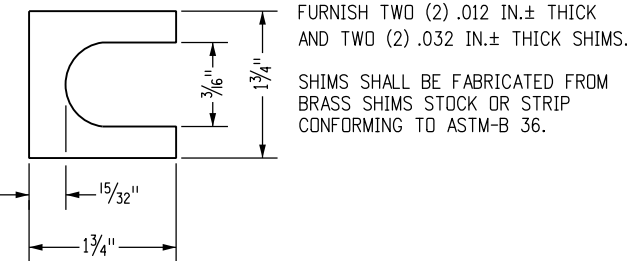 FURNISH TWO (2) .012 IN.± THICK
AND TWO (2) .032 IN.± THICK SHIMS.
SHIMS SHALL BE FABRICATED FROM
BRASS SHIMS STOCK OR STRIP
CONFORMING TO ASTM-B 36.
3/16"
1 3/4"
15/32"
1 3/4"